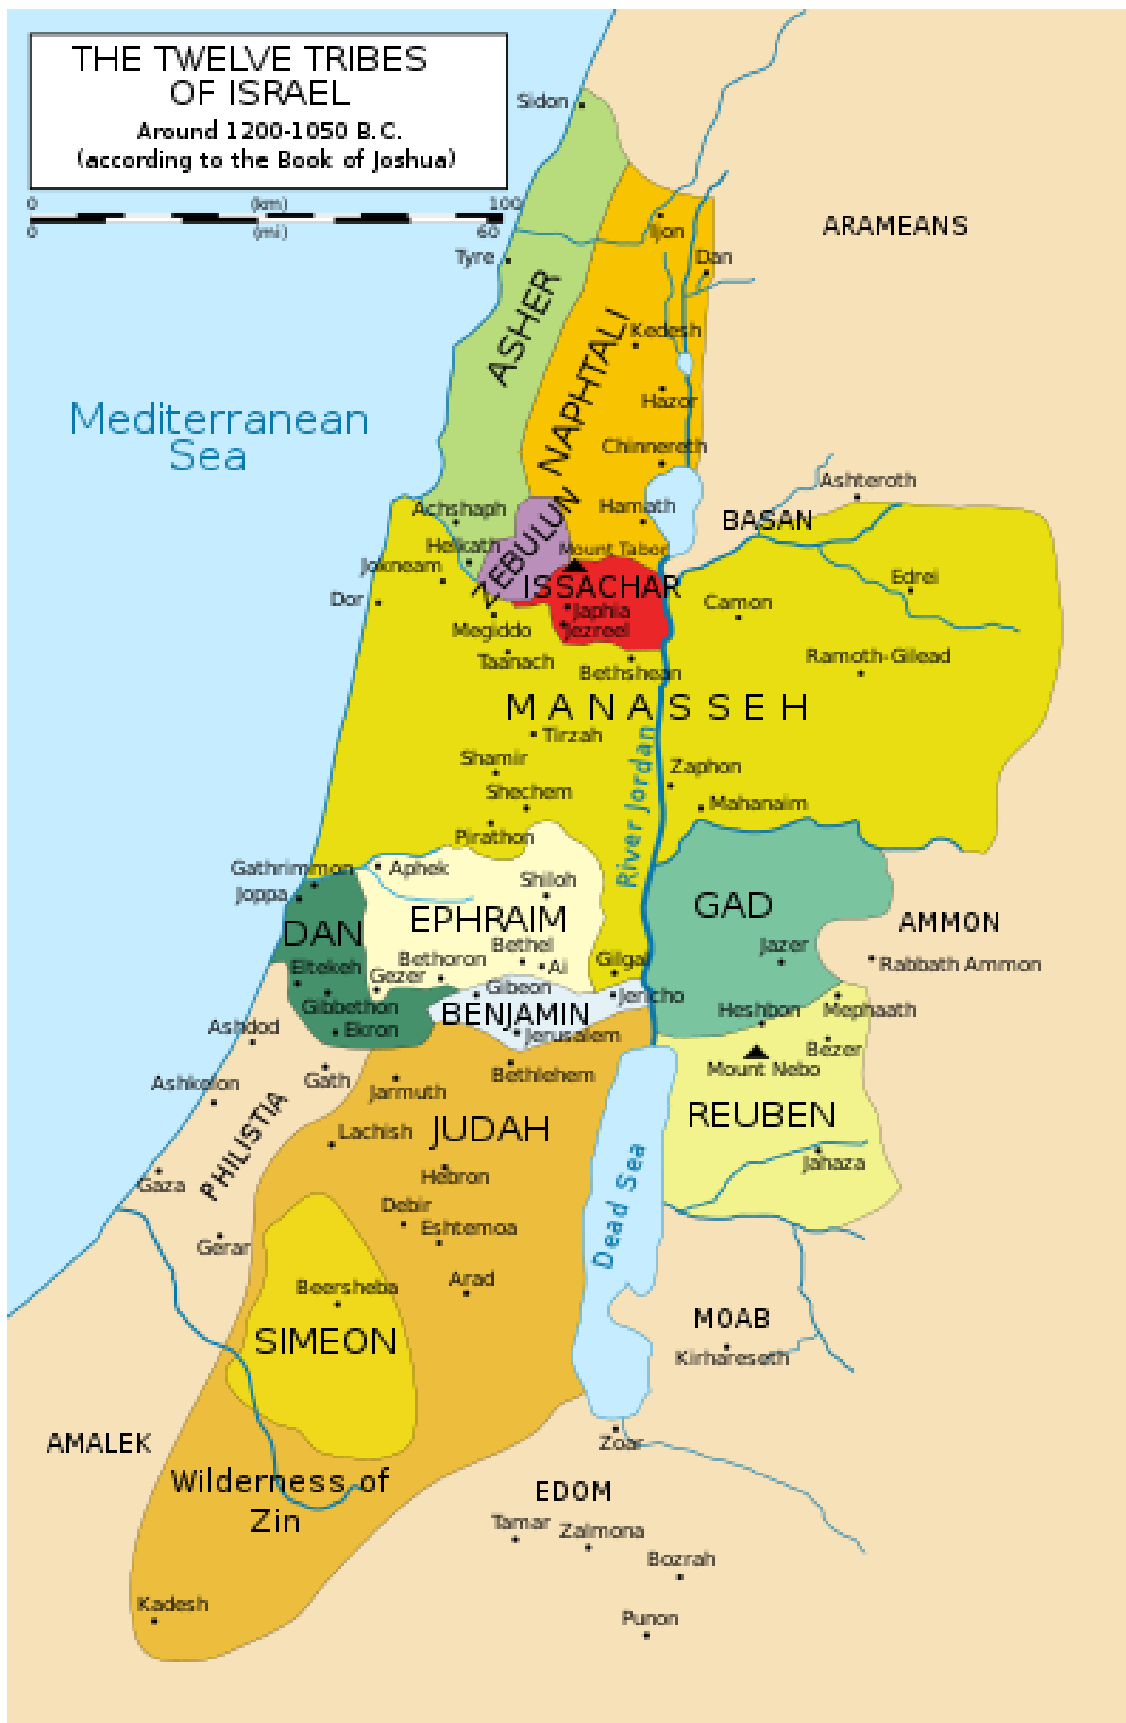 THE TWELVE TRIBES
OF ISRAEL
Around 1200-1050 B.C.
(according to the Book of Joshua)
0 (km) 100
0 (mi) 60
Sidon
ARAMEANS
Ijon
Tyre
Dan
ASHER
NAPHTALI
Kedesh
Hazor
Mediterranean
Sea
Chinnereth
Ashteroth
Achshaph
Hamath
BASAN
ZEBULUN
Helkath
Mount Tabor
Jokneam
ISSACHAR
Edrei
Dor
Camon
Japhia
Megiddo
Jezreel
Taanach
Bethshean
Ramoth-Gilead
MANASSEH
Tirzah
Shamir
River Jordan
Zaphon
Shechem
Mahanaim
Pirathon
Gathrimmon
Aphek
Joppa
Shiloh
DAN
EPHRAIM
GAD
AMMON
Bethel
Jazer
Eltekeh
Bethoron
Ai
Gilgal
Rabbath Ammon
Gezer
Gibeon
Jericho
Gibbethon
BENJAMIN
Heshbon
Mephaath
Ashdod
Ekron
Jerusalem
Bezer
Mount Nebo
Ashkelon
Gath
Jarmuth
Bethlehem
PHILISTIA
Lachish
JUDAH
REUBEN
Jahaza
Gaza
Hebron
Dead Sea
Debir
Eshtemoa
Gerar
Beersheba
Arad
SIMEON
MOAB
Kirhareseth
AMALEK
Zoar
Wilderness of
Zin
EDOM
Tamar
Zalmona
Bozrah
Kadesh
Punon